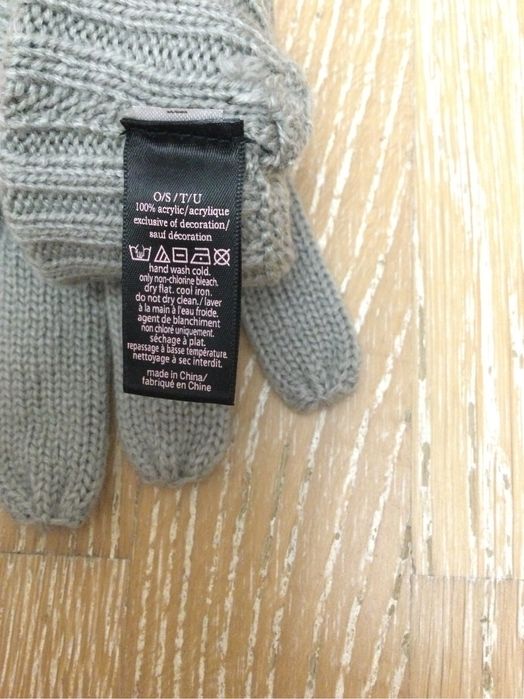 O/S / T/U
100% acrylic/acrylique
exclusive of decoration/
sauf décoration
hand wash cold.
only non-chlorine bleach.
dry flat. cool iron.
do not dry clean./laver
à la main à l'eau froide.
agent de blanchiment
non chloré uniquement.
séchage à plat.
repassage à basse température.
nettoyage à sec interdit.
made in China/
fabriqué en Chine